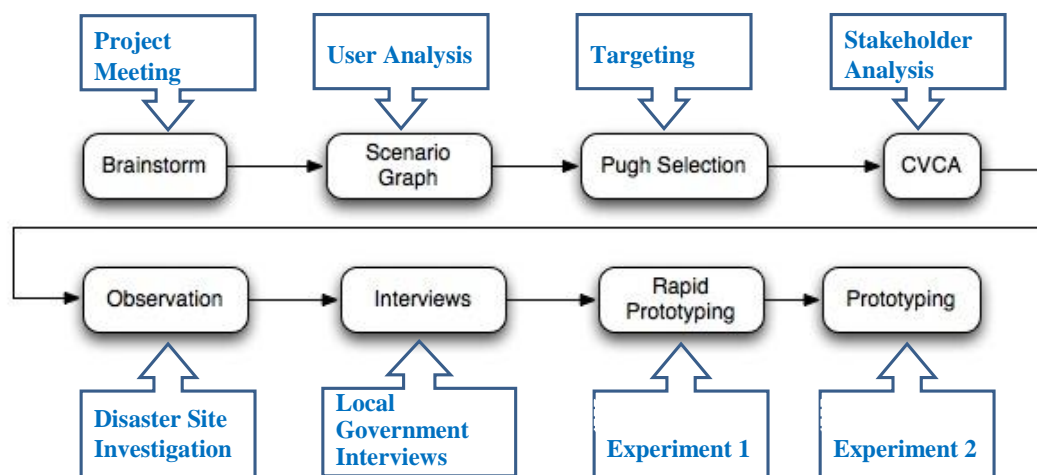 Project
Meeting
User Analysis
Targeting
Stakeholder
Analysis
Brainstorm
Scenario
Graph
Pugh Selection
CVCA
Observation
Interviews
Rapid
Prototyping
Prototyping
Disaster Site
Investigation
Local
Government
Interviews
Experiment 1
Experiment 2